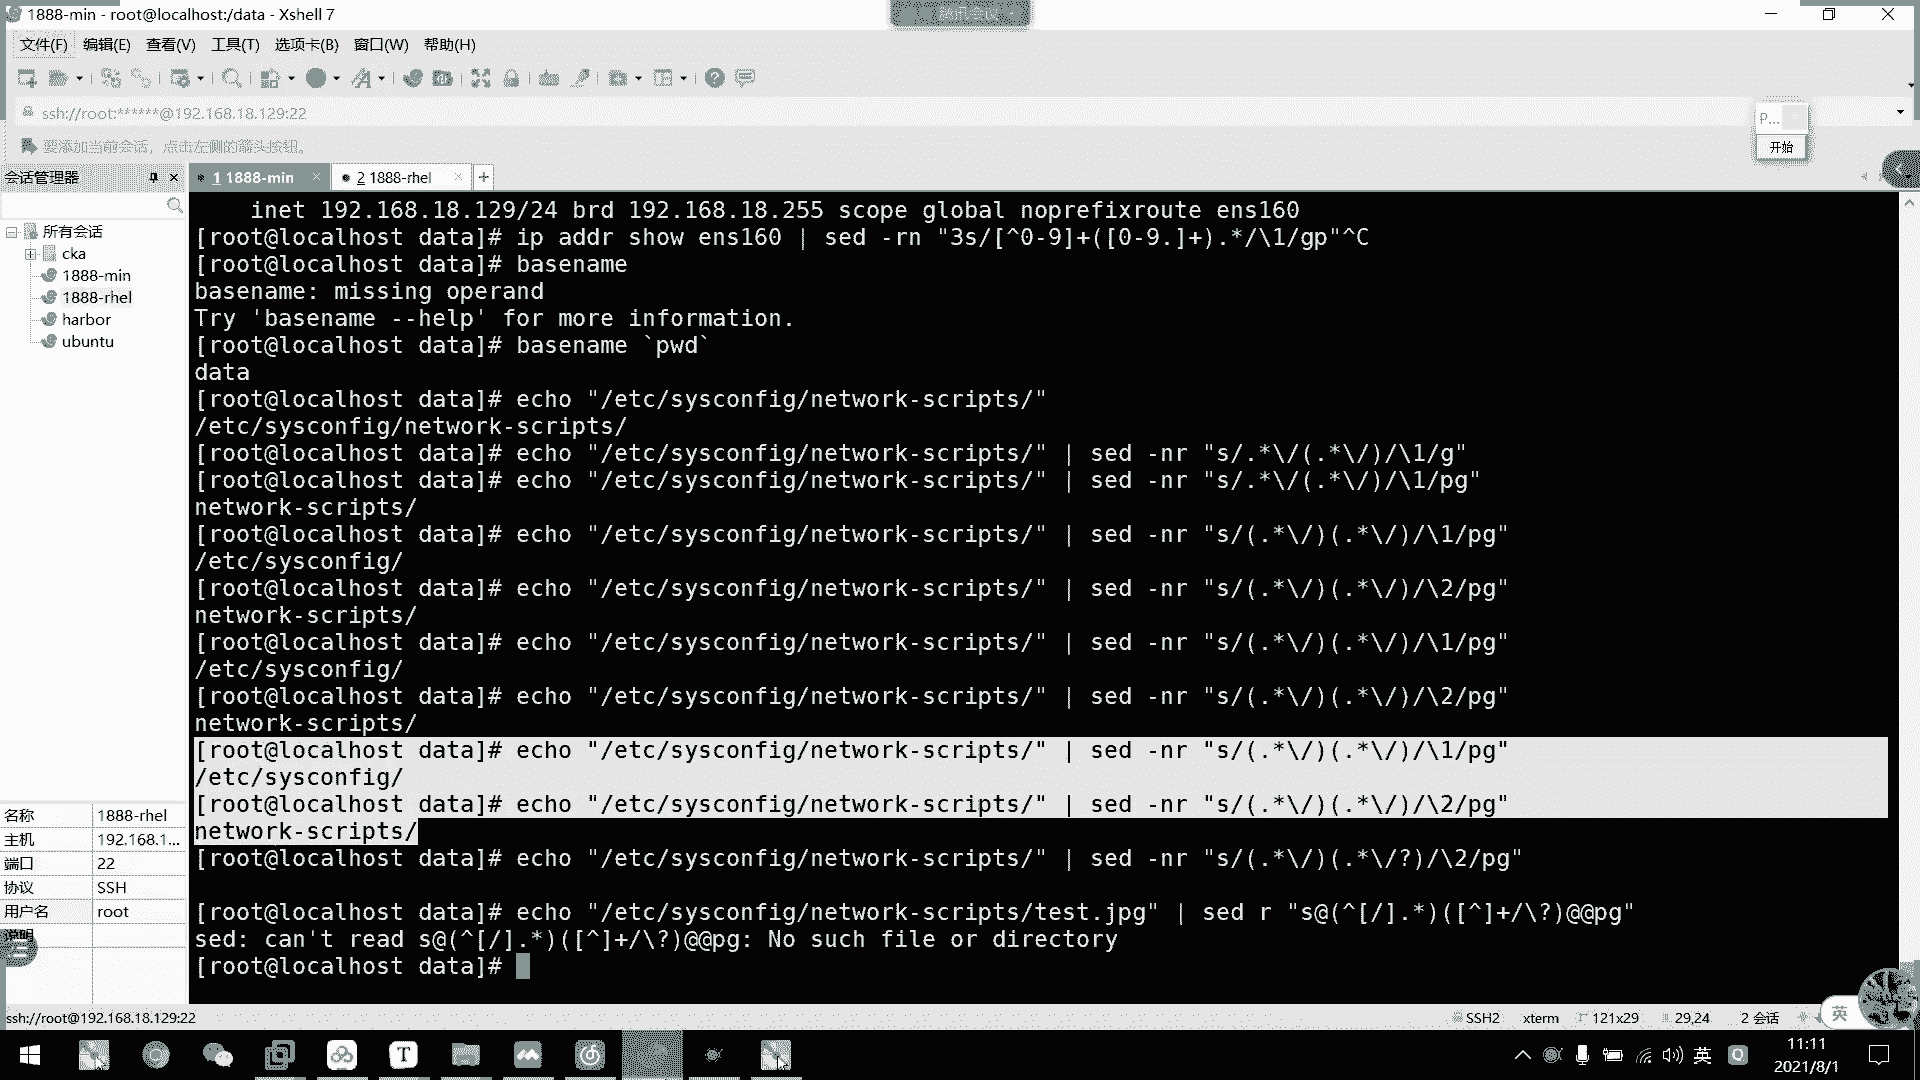 1888-min - root@localhost:/data - Xshell 7
腾讯会议
文件(F) 编辑(E) 查看(V) 工具(T) 选项卡(B) 窗口(W) 帮助(H)
ssh://root:******@192.168.18.129:22
要添加当前会话，点击左侧的箭头按钮。
P...
开始
会话管理器
1 1888-min
2 1888-rhel
所有会话
cka
1888-min
1888-rhel
harbor
ubuntu
名称 1888-rhel
主机 192.168.1...
端口 22
协议 SSH
用户名 root
说明
inet 192.168.18.129/24 brd 192.168.18.255 scope global noprefixroute ens160
[root@localhost data]# ip addr show ens160 | sed -rn "3s/[^0-9]+([0-9.]+).*/\1/gp"^C
[root@localhost data]# basename
basename: missing operand
Try 'basename --help' for more information.
[root@localhost data]# basename `pwd`
data
[root@localhost data]# echo "/etc/sysconfig/network-scripts/"
/etc/sysconfig/network-scripts/
[root@localhost data]# echo "/etc/sysconfig/network-scripts/" | sed -nr "s/.*\/(.*\/)/\1/g"
[root@localhost data]# echo "/etc/sysconfig/network-scripts/" | sed -nr "s/.*\/(.*\/)/\1/pg"
network-scripts/
[root@localhost data]# echo "/etc/sysconfig/network-scripts/" | sed -nr "s/(.*\/)(.*\/)/\1/pg"
/etc/sysconfig/
[root@localhost data]# echo "/etc/sysconfig/network-scripts/" | sed -nr "s/(.*\/)(.*\/)/\2/pg"
network-scripts/
[root@localhost data]# echo "/etc/sysconfig/network-scripts/" | sed -nr "s/(.*\/)(.*\/)/\1/pg"
/etc/sysconfig/
[root@localhost data]# echo "/etc/sysconfig/network-scripts/" | sed -nr "s/(.*\/)(.*\/)/\2/pg"
network-scripts/
[root@localhost data]# echo "/etc/sysconfig/network-scripts/" | sed -nr "s/(.*\/)(.*\/)/\1/pg"
/etc/sysconfig/
[root@localhost data]# echo "/etc/sysconfig/network-scripts/" | sed -nr "s/(.*\/)(.*\/)/\2/pg"
network-scripts/
[root@localhost data]# echo "/etc/sysconfig/network-scripts/" | sed -nr "s/(.*\/)(.*\/?)/\2/pg"
[root@localhost data]# echo "/etc/sysconfig/network-scripts/test.jpg" | sed r "s@(^[/].*)([^]+/\?)@@pg"
sed: can't read s@(^[/].*)([^]+/\?)@@pg: No such file or directory
[root@localhost data]#
ssh://root@192.168.18.129:22
SSH2 xterm 121x29 29,24 2 会话
英
英
11:11
2021/8/1